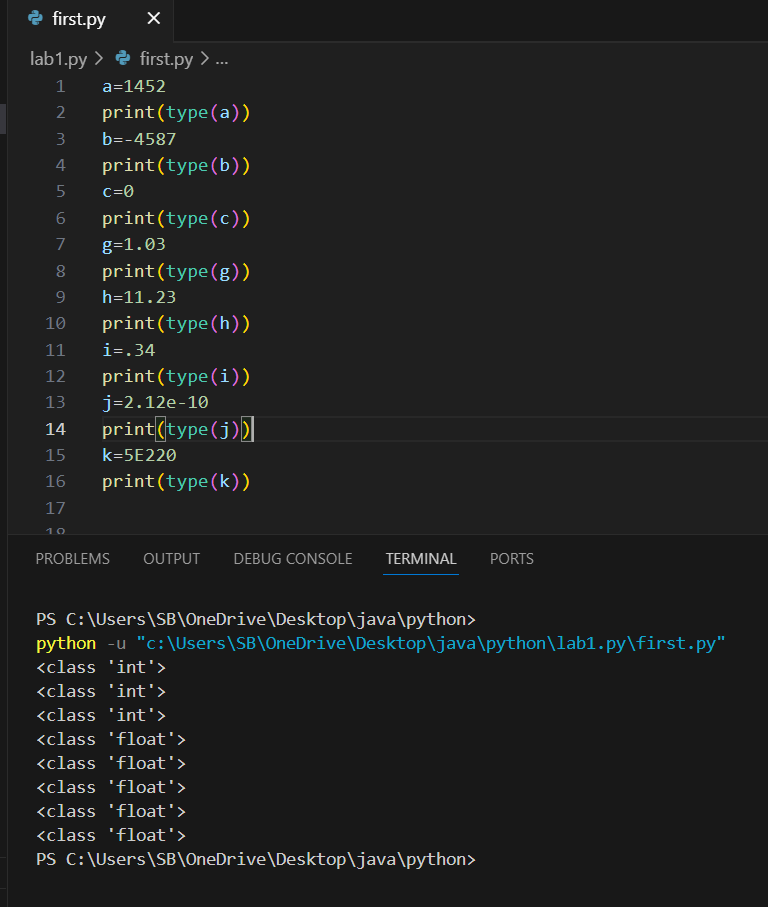 first.py ×
lab1.py > first.py > ...
1 a=1452
2 print(type(a))
3 b=-4587
4 print(type(b))
5 c=0
6 print(type(c))
7 g=1.03
8 print(type(g))
9 h=11.23
10 print(type(h))
11 i=.34
12 print(type(i))
13 j=2.12e-10
14 print(type(j))
15 k=5E220
16 print(type(k))
17
18
PROBLEMS OUTPUT DEBUG CONSOLE TERMINAL PORTS
PS C:\Users\SB\OneDrive\Desktop\java\python>
python -u "c:\Users\SB\OneDrive\Desktop\java\python\lab1.py\first.py"
<class 'int'>
<class 'int'>
<class 'int'>
<class 'float'>
<class 'float'>
<class 'float'>
<class 'float'>
<class 'float'>
PS C:\Users\SB\OneDrive\Desktop\java\python>